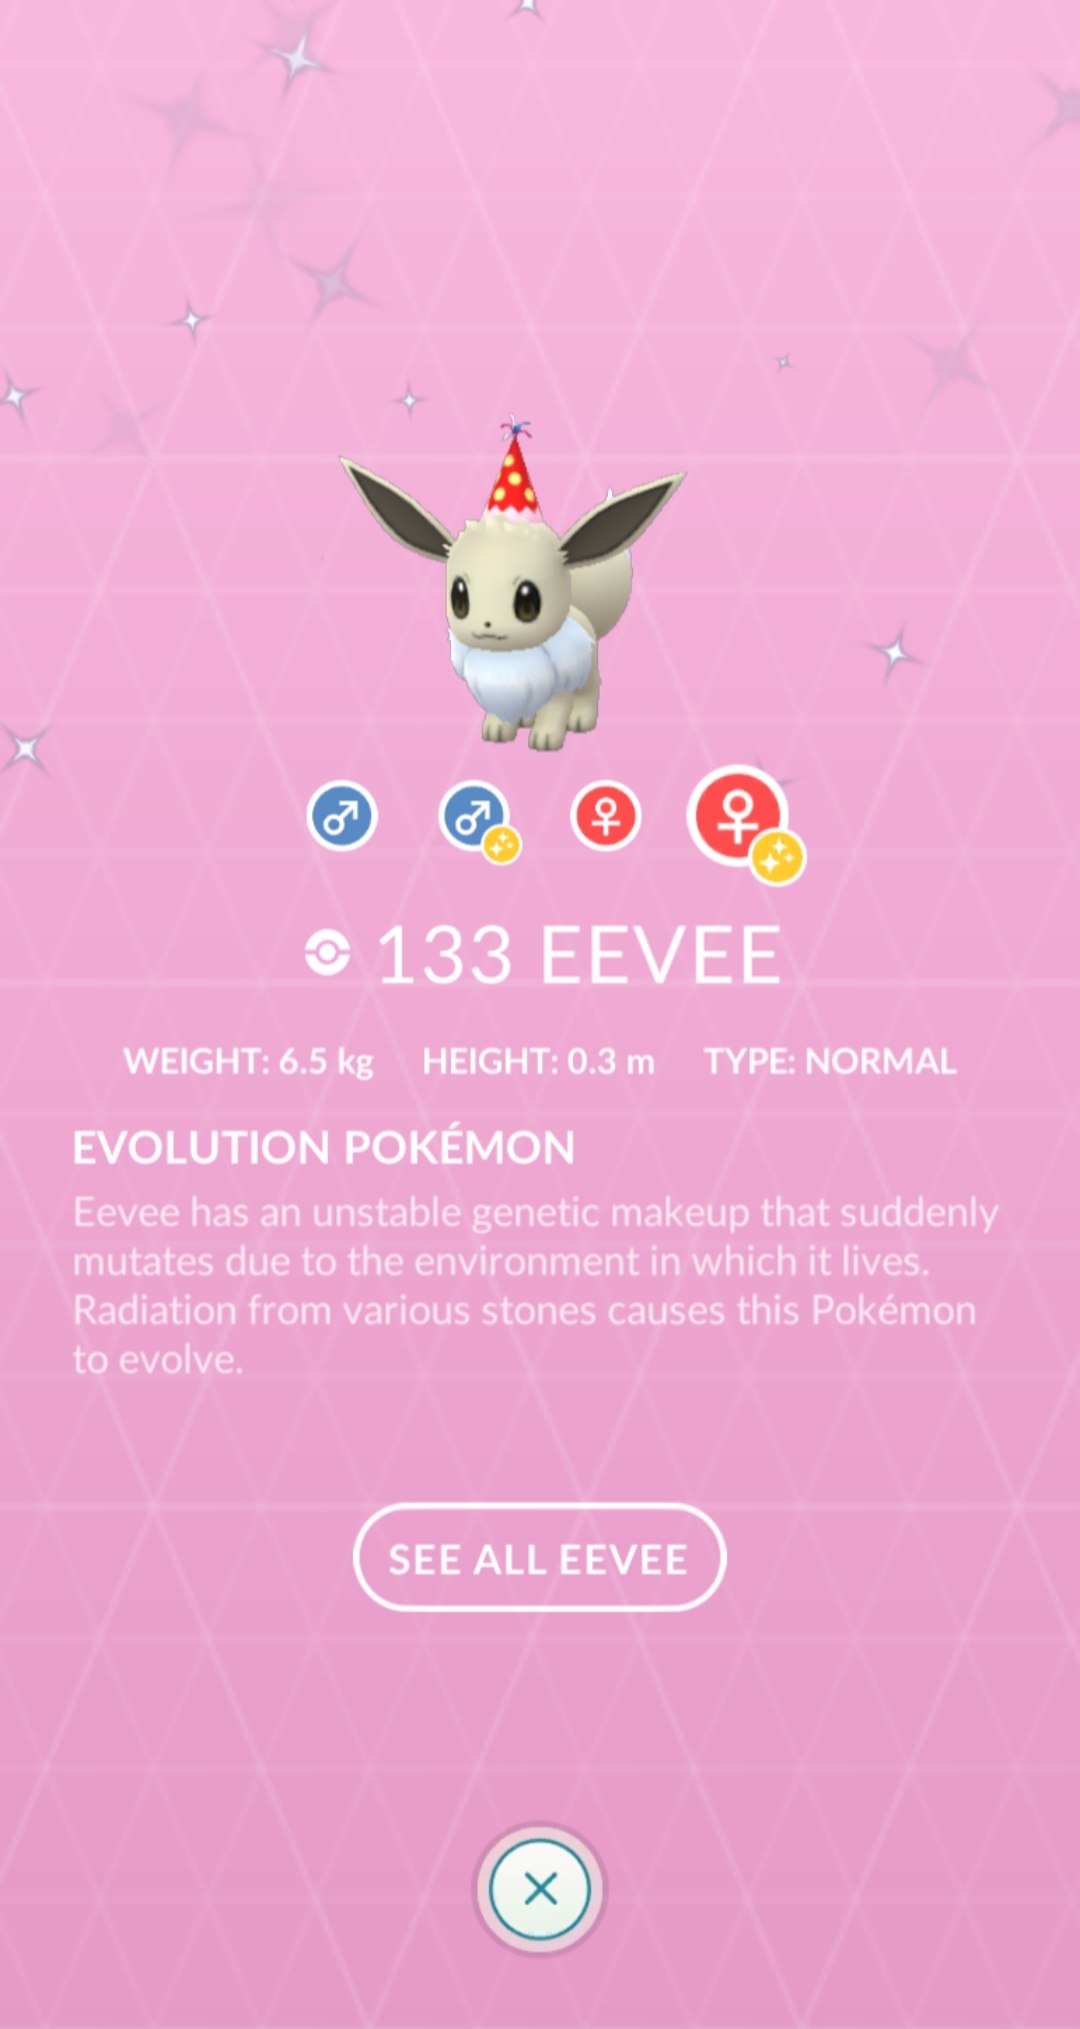 133 EEVEE
WEIGHT: 6.5 kg HEIGHT: 0.3 m TYPE: NORMAL
EVOLUTION POKÉMON
Eevee has an unstable genetic makeup that suddenly
mutates due to the environment in which it lives.
Radiation from various stones causes this Pokémon
to evolve.
SEE ALL EEVEE